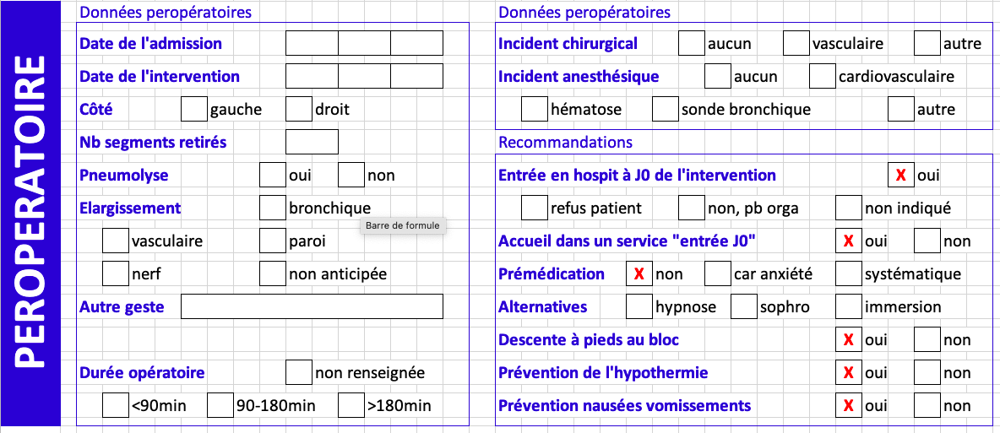 PEROPERATOIRE
Données peropératoires
Date de l'admission
Date de l'intervention
Côté gauche droit
Nb segments retirés
Pneumolyse oui non
Elargissement bronchique
Barre de formule
vasculaire paroi
nerf non anticipée
Autre geste
Durée opératoire non renseignée
<90min 90-180min >180min
Données peropératoires
Incident chirurgical aucun vasculaire autre
Incident anesthésique aucun cardiovasculaire
hématose sonde bronchique autre
Recommandations
Entrée en hospit à J0 de l'intervention X oui
refus patient non, pb orga non indiqué
Accueil dans un service "entrée J0" X oui non
Prémédication X non car anxiété systématique
Alternatives hypnose sophro immersion
Descente à pieds au bloc X oui non
Prévention de l'hypothermie X oui non
Prévention nausées vomissements X oui non